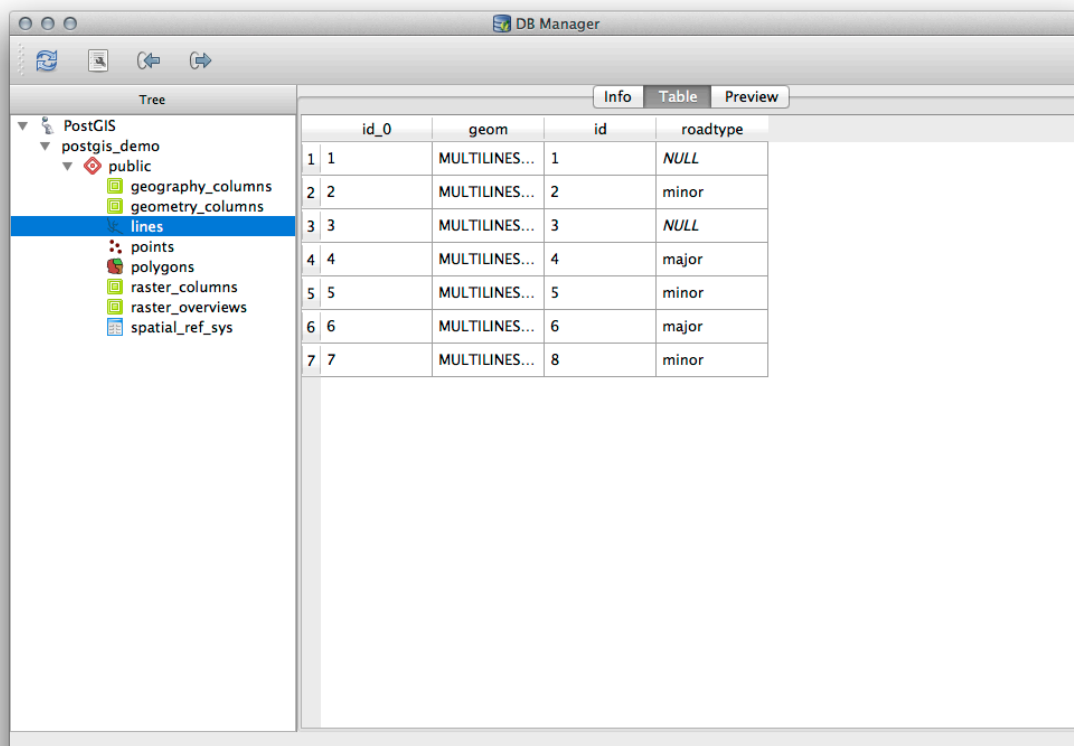 DB Manager
Tree
Info Table Preview
PostGIS
postgis_demo
public
geography_columns
geometry_columns
lines
points
polygons
raster_columns
raster_overviews
spatial_ref_sys
id_0 geom id roadtype
1 1 MULTILINES... 1 NULL
2 2 MULTILINES... 2 minor
3 3 MULTILINES... 3 NULL
4 4 MULTILINES... 4 major
5 5 MULTILINES... 5 minor
6 6 MULTILINES... 6 major
7 7 MULTILINES... 8 minor